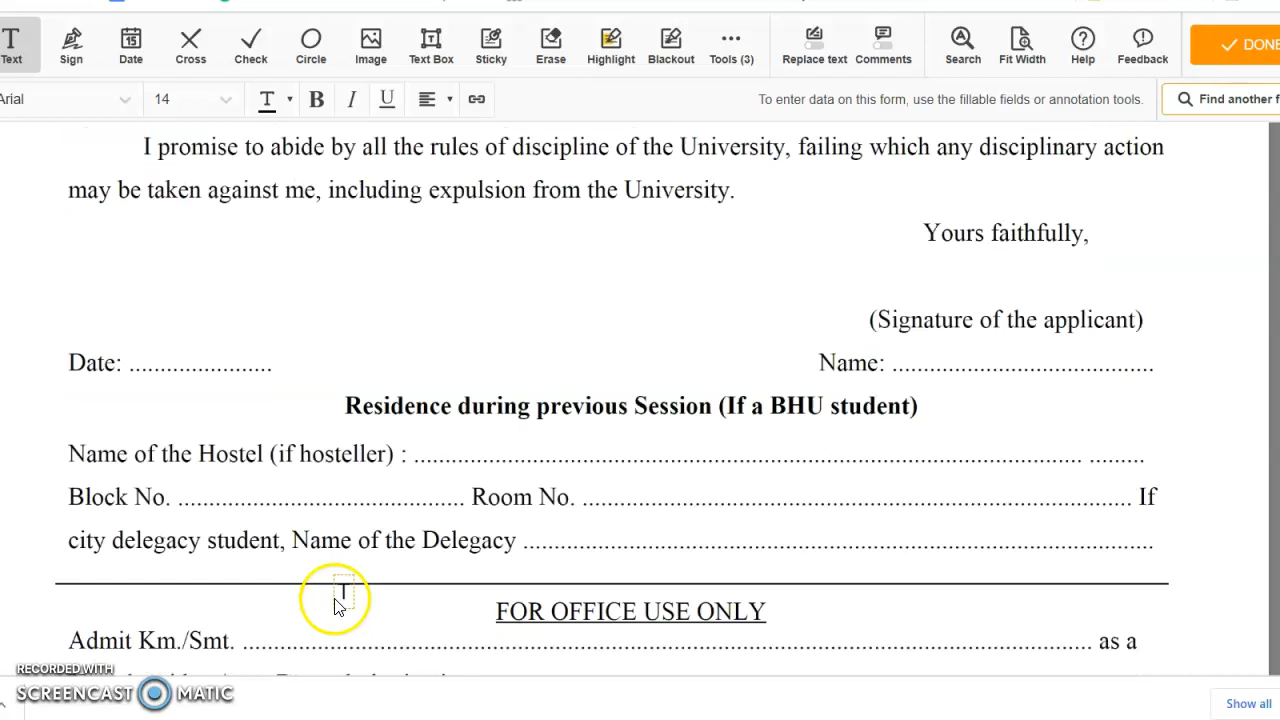 Text Sign Date Cross Check Circle Image Text Box Sticky Erase Highlight Blackout Tools (3) Replace text Comments Search Fit Width Help Feedback DONE
Arial 14 T B I U To enter data on this form, use the fillable fields or annotation tools. Find another f
I promise to abide by all the rules of discipline of the University, failing which any disciplinary action
may be taken against me, including expulsion from the University.
Yours faithfully,
(Signature of the applicant)
Date: ....................... Name: ..........................................
Residence during previous Session (If a BHU student)
Name of the Hostel (if hosteller) : ........................................................................................................... .........
Block No. .............................................. Room No. ........................................................................................ If
city delegacy student, Name of the Delegacy .....................................................................................................
T
FOR OFFICE USE ONLY
Admit Km./Smt. ........................................................................................................................................ as a
RECORDED WITH
SCREENCAST MATIC
Show all